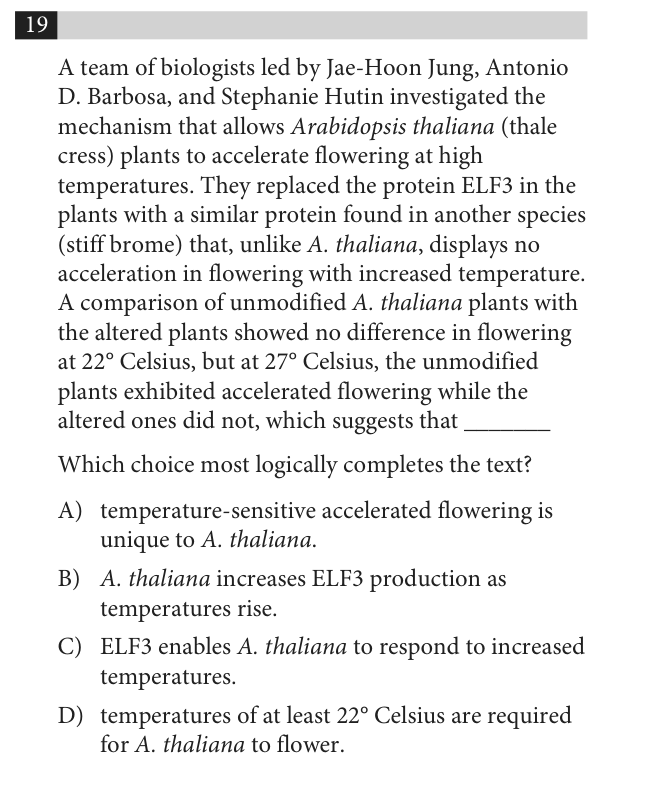 19
A team of biologists led by Jae-Hoon Jung, Antonio
D. Barbosa, and Stephanie Hutin investigated the
mechanism that allows Arabidopsis thaliana (thale
cress) plants to accelerate flowering at high
temperatures. They replaced the protein ELF3 in the
plants with a similar protein found in another species
(stiff brome) that, unlike A. thaliana, displays no
acceleration in flowering with increased temperature.
A comparison of unmodified A. thaliana plants with
the altered plants showed no difference in flowering
at 22° Celsius, but at 27° Celsius, the unmodified
plants exhibited accelerated flowering while the
altered ones did not, which suggests that _______
Which choice most logically completes the text?
A) temperature-sensitive accelerated flowering is
unique to A. thaliana.
B) A. thaliana increases ELF3 production as
temperatures rise.
C) ELF3 enables A. thaliana to respond to increased
temperatures.
D) temperatures of at least 22° Celsius are required
for A. thaliana to flower.